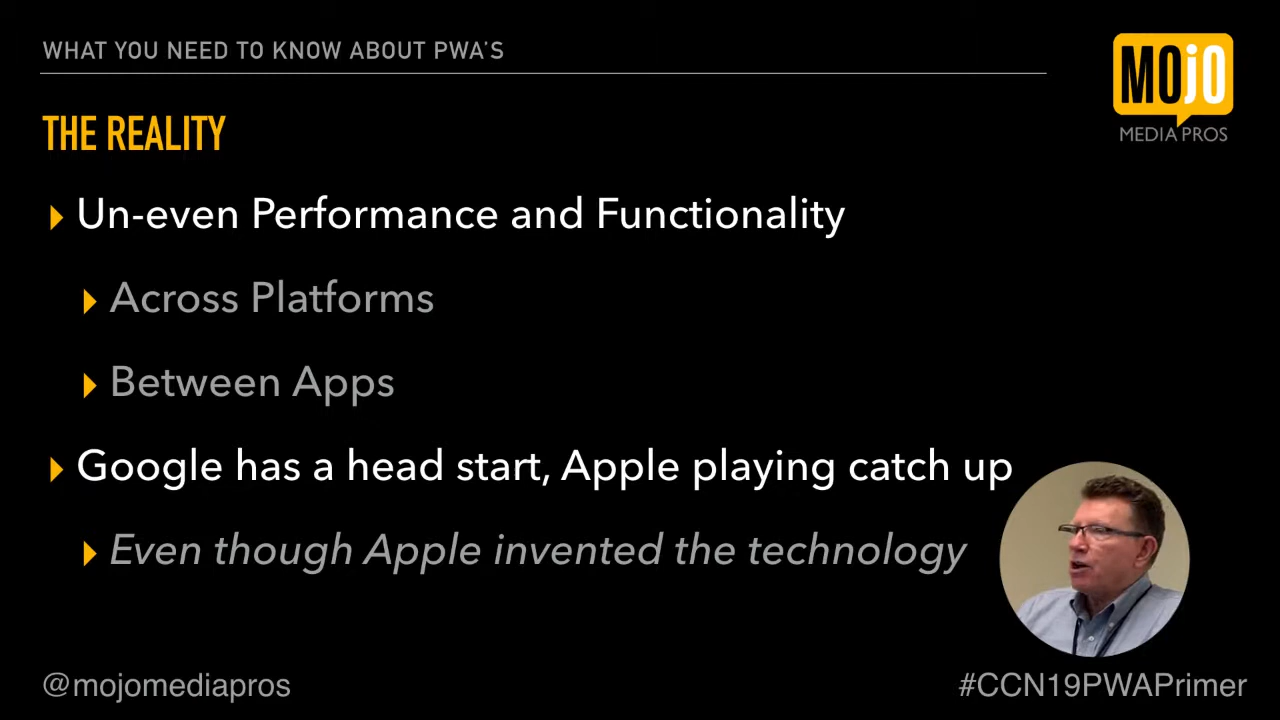 WHAT YOU NEED TO KNOW ABOUT PWA'S
MOjO
MEDIA PROS
THE REALITY
Un-even Performance and Functionality
Across Platforms
Between Apps
Google has a head start, Apple playing catch up
Even though Apple invented the technology
@mojomediapros
#CCN19PWAPrimer